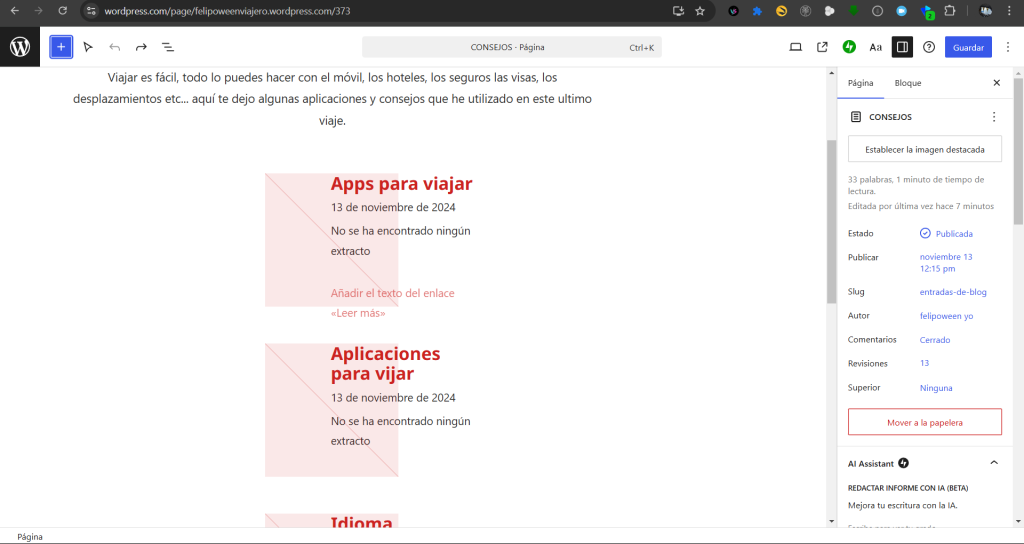 wordpress.com/page/felipoweenviajero.wordpress.com/373
CONSEJOS · Página
Ctrl+K
Aa
Guardar
Viajar es fácil, todo lo puedes hacer con el móvil, los hoteles, los seguros las visas, los
desplazamientos etc... aquí te dejo algunas aplicaciones y consejos que he utilizado en este ultimo
viaje.
Apps para viajar
13 de noviembre de 2024
No se ha encontrado ningún
extracto
Añadir el texto del enlace
«Leer más»
Aplicaciones
para vijar
13 de noviembre de 2024
No se ha encontrado ningún
extracto
Idioma
Página
Bloque
CONSEJOS
Establecer la imagen destacada
33 palabras, 1 minuto de tiempo de
lectura.
Editada por última vez hace 7 minutos
Estado
Publicada
Publicar
noviembre 13
12:15 pm
Slug
entradas-de-blog
Autor
felipoween yo
Comentarios
Cerrado
Revisiones
13
Superior
Ninguna
Mover a la papelera
AI Assistant
REDACTAR INFORME CON IA (BETA)
Mejora tu escritura con la IA.
Página